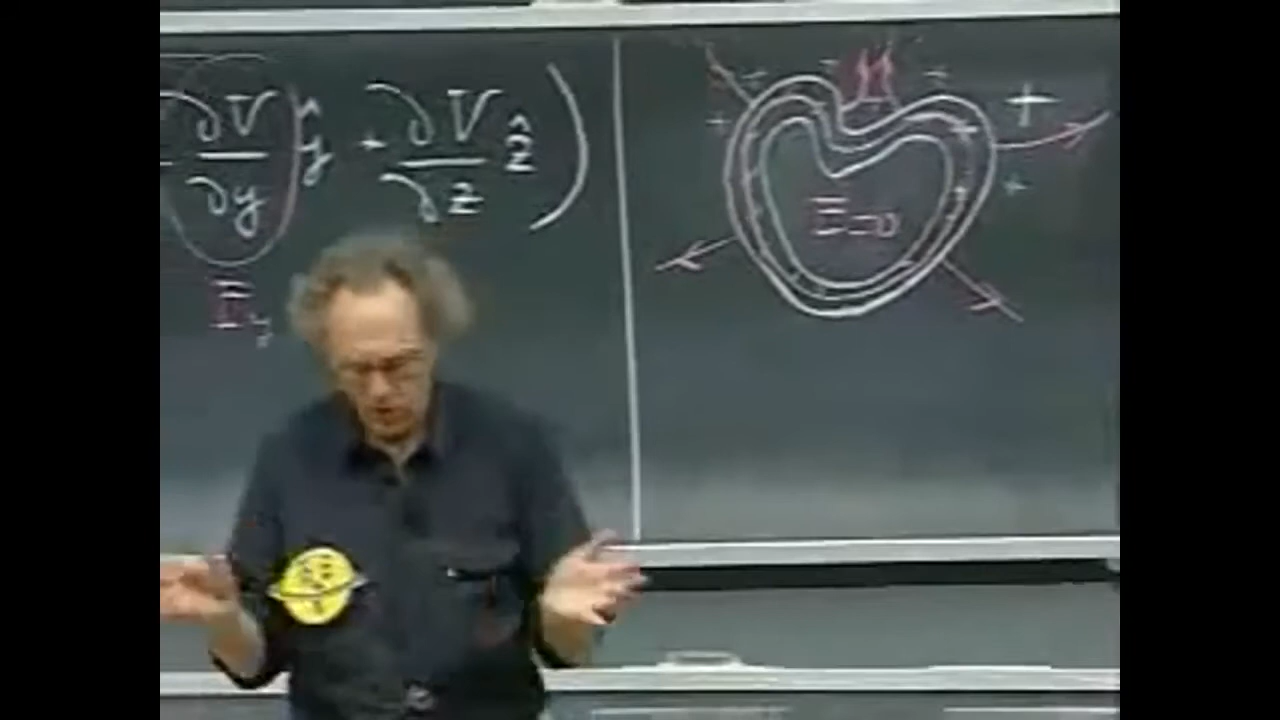 ∂V/∂y ŷ + ∂V/∂z ẑ )
E_y
+ + + + +
E=0